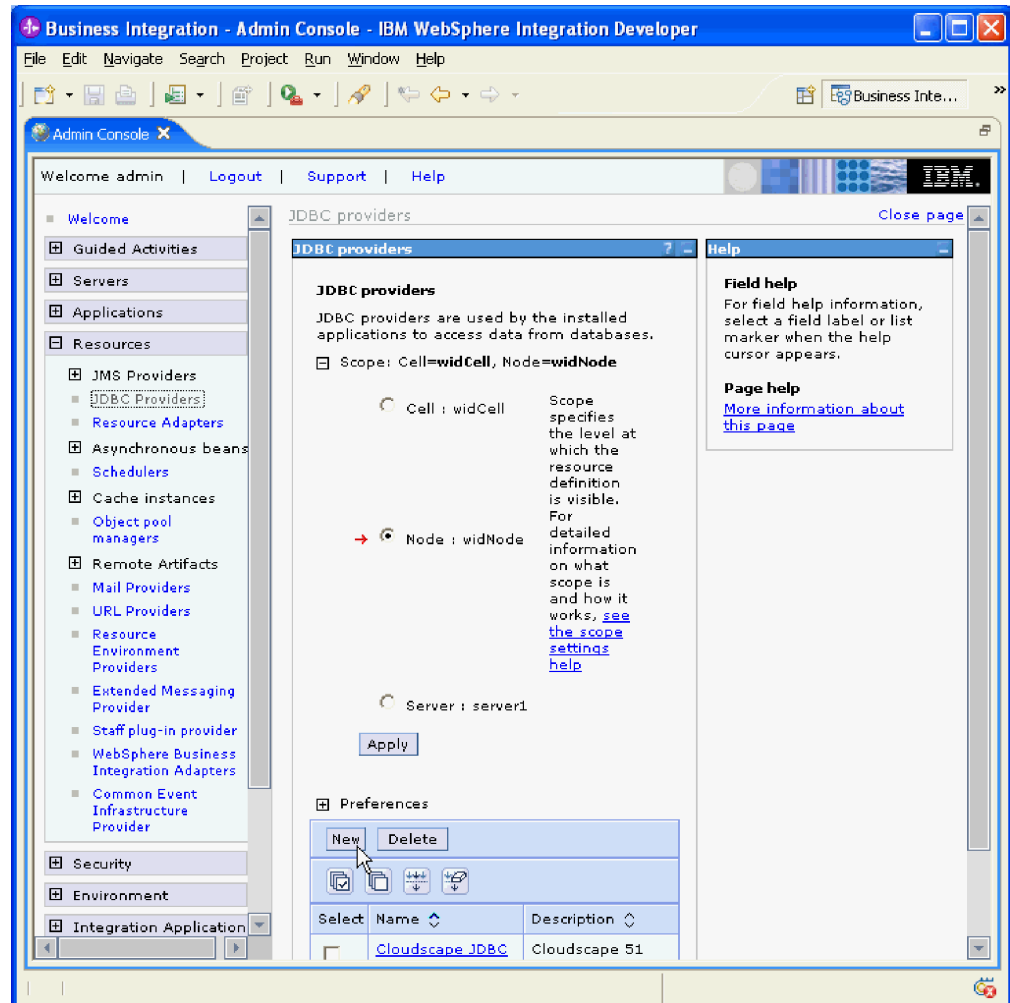 Business Integration - Admin Console - IBM WebSphere Integration Developer
File Edit Navigate Search Project Run Window Help
Business Inte...
»
Admin Console
Welcome admin | Logout | Support | Help
IBM.
Welcome
Guided Activities
Servers
Applications
Resources
JMS Providers
JDBC Providers
Resource Adapters
Asynchronous beans
Schedulers
Cache instances
Object pool
managers
Remote Artifacts
Mail Providers
URL Providers
Resource
Environment
Providers
Extended Messaging
Provider
Staff plug-in provider
WebSphere Business
Integration Adapters
Common Event
Infrastructure
Provider
Security
Environment
Integration Application
JDBC providers
Close page
JDBC providers
? -
JDBC providers
JDBC providers are used by the installed
applications to access data from databases.
Scope: Cell=widCell, Node=widNode
Cell : widCell
Node : widNode
Server : server1
Scope
specifies
the level at
which the
resource
definition
is visible.
For
detailed
information
on what
scope is
and how it
works, see
the scope
settings
help
Apply
Preferences
New Delete
Select Name Description
Cloudscape JDBC Cloudscape 51
Help
Field help
For field help information,
select a field label or list
marker when the help
cursor appears.
Page help
More information about
this page